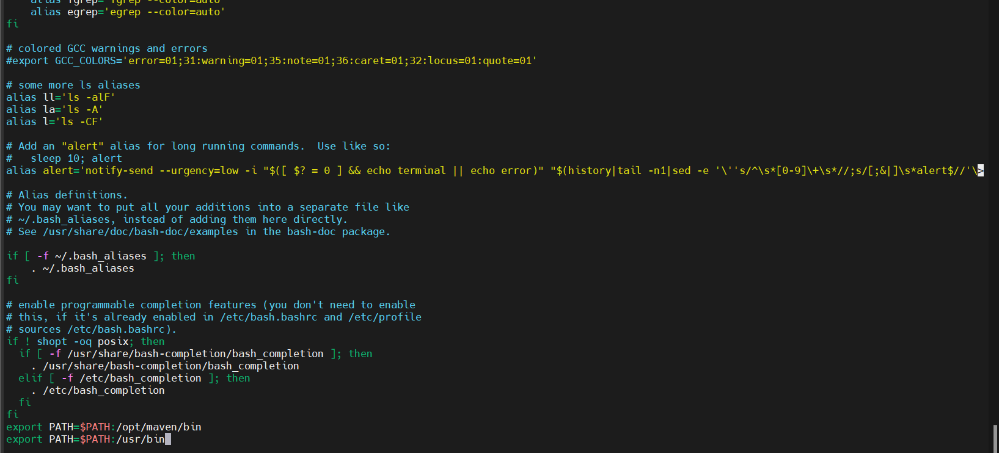 alias fgrep='fgrep --color=auto'
alias egrep='egrep --color=auto'
fi
# colored GCC warnings and errors
#export GCC_COLORS='error=01;31:warning=01;35:note=01;36:caret=01;32:locus=01:quote=01'
# some more ls aliases
alias ll='ls -alF'
alias la='ls -A'
alias l='ls -CF'
# Add an "alert" alias for long running commands.  Use like so:
#   sleep 10; alert
alias alert='notify-send --urgency=low -i "$([ $? = 0 ] && echo terminal || echo error)" "$(history|tail -n1|sed -e '\''s/^\s*[0-9]\+\s*//;s/[;&|]\s*alert$//'\>
# Alias definitions.
# You may want to put all your additions into a separate file like
# ~/.bash_aliases, instead of adding them here directly.
# See /usr/share/doc/bash-doc/examples in the bash-doc package.
if [ -f ~/.bash_aliases ]; then
    . ~/.bash_aliases
fi
# enable programmable completion features (you don't need to enable
# this, if it's already enabled in /etc/bash.bashrc and /etc/profile
# sources /etc/bash.bashrc).
if ! shopt -oq posix; then
  if [ -f /usr/share/bash-completion/bash_completion ]; then
    . /usr/share/bash-completion/bash_completion
  elif [ -f /etc/bash_completion ]; then
    . /etc/bash_completion
  fi
fi
export PATH=$PATH:/opt/maven/bin
export PATH=$PATH:/usr/bin